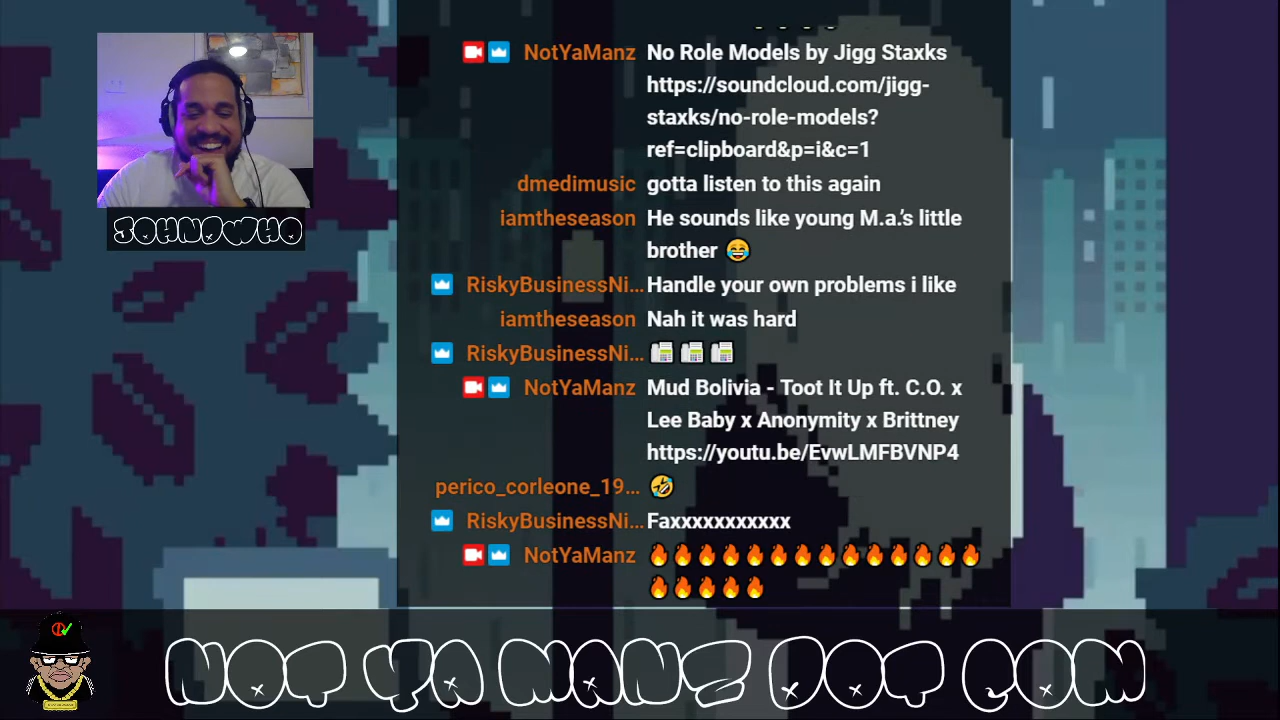 NotYaManz No Role Models by Jigg Staxks
https://soundcloud.com/jigg-
staxks/no-role-models?
ref=clipboard&p=i&c=1
dmedimusic gotta listen to this again
iamtheseason He sounds like young M.a.'s little
brother 😂
RiskyBusinessNi... Handle your own problems i like
iamtheseason Nah it was hard
RiskyBusinessNi... 📠📠📠
NotYaManz Mud Bolivia - Toot It Up ft. C.O. x
Lee Baby x Anonymity x Brittney
https://youtu.be/EvwLMFBVNP4
perico_corleone_19... 🤣
RiskyBusinessNi... Faxxxxxxxxxxx
NotYaManz 🔥🔥🔥🔥🔥🔥🔥🔥🔥🔥🔥🔥🔥🔥
🔥🔥🔥🔥🔥
JOHNDWHO
NOT YA MANZ DOT COM